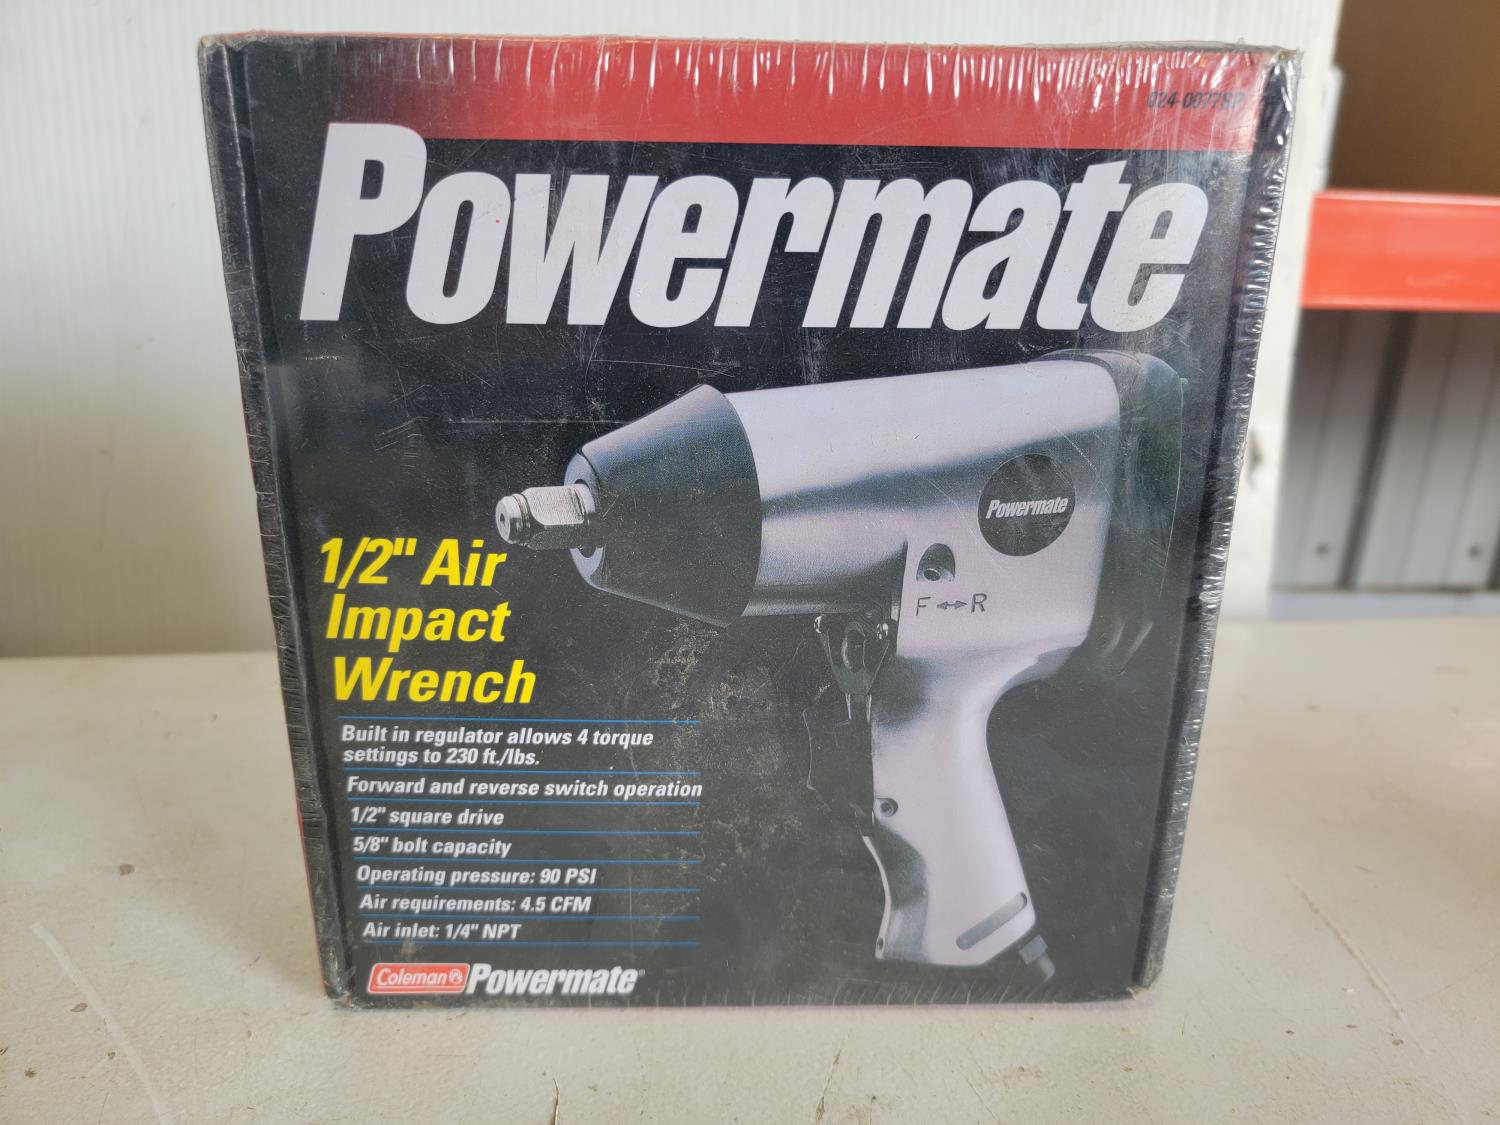 024-0077RP
Powermate
Powermate
F ↔ R
1/2" Air
Impact
Wrench
Built in regulator allows 4 torque
settings to 230 ft./lbs.
Forward and reverse switch operation
1/2" square drive
5/8" bolt capacity
Operating pressure: 90 PSI
Air requirements: 4.5 CFM
Air inlet: 1/4" NPT
Coleman Powermate®